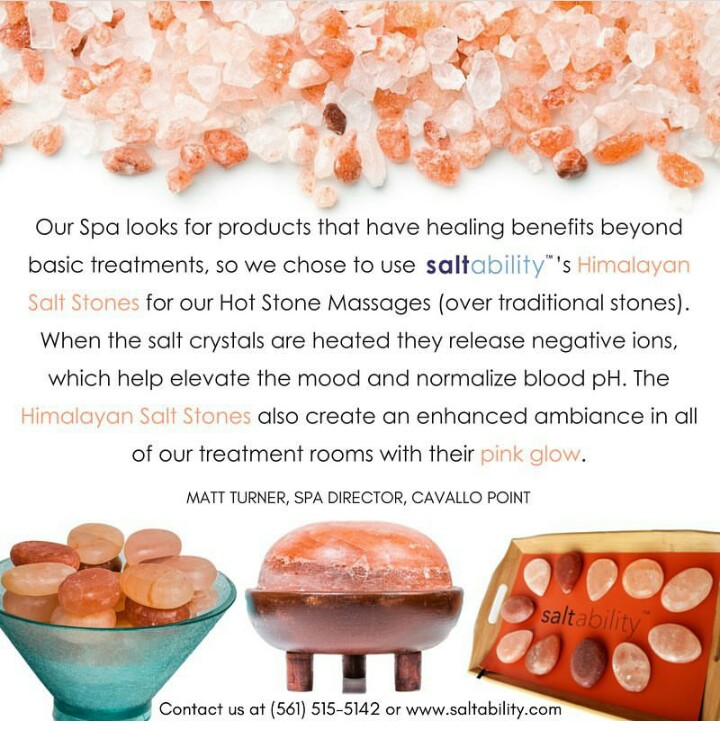 Our Spa looks for products that have healing benefits beyond
basic treatments, so we chose to use saltability™'s Himalayan
Salt Stones for our Hot Stone Massages (over traditional stones).
When the salt crystals are heated they release negative ions,
which help elevate the mood and normalize blood pH. The
Himalayan Salt Stones also create an enhanced ambiance in all
of our treatment rooms with their pink glow.
MATT TURNER, SPA DIRECTOR, CAVALLO POINT
saltability™
Contact us at (561) 515-5142 or www.saltability.com